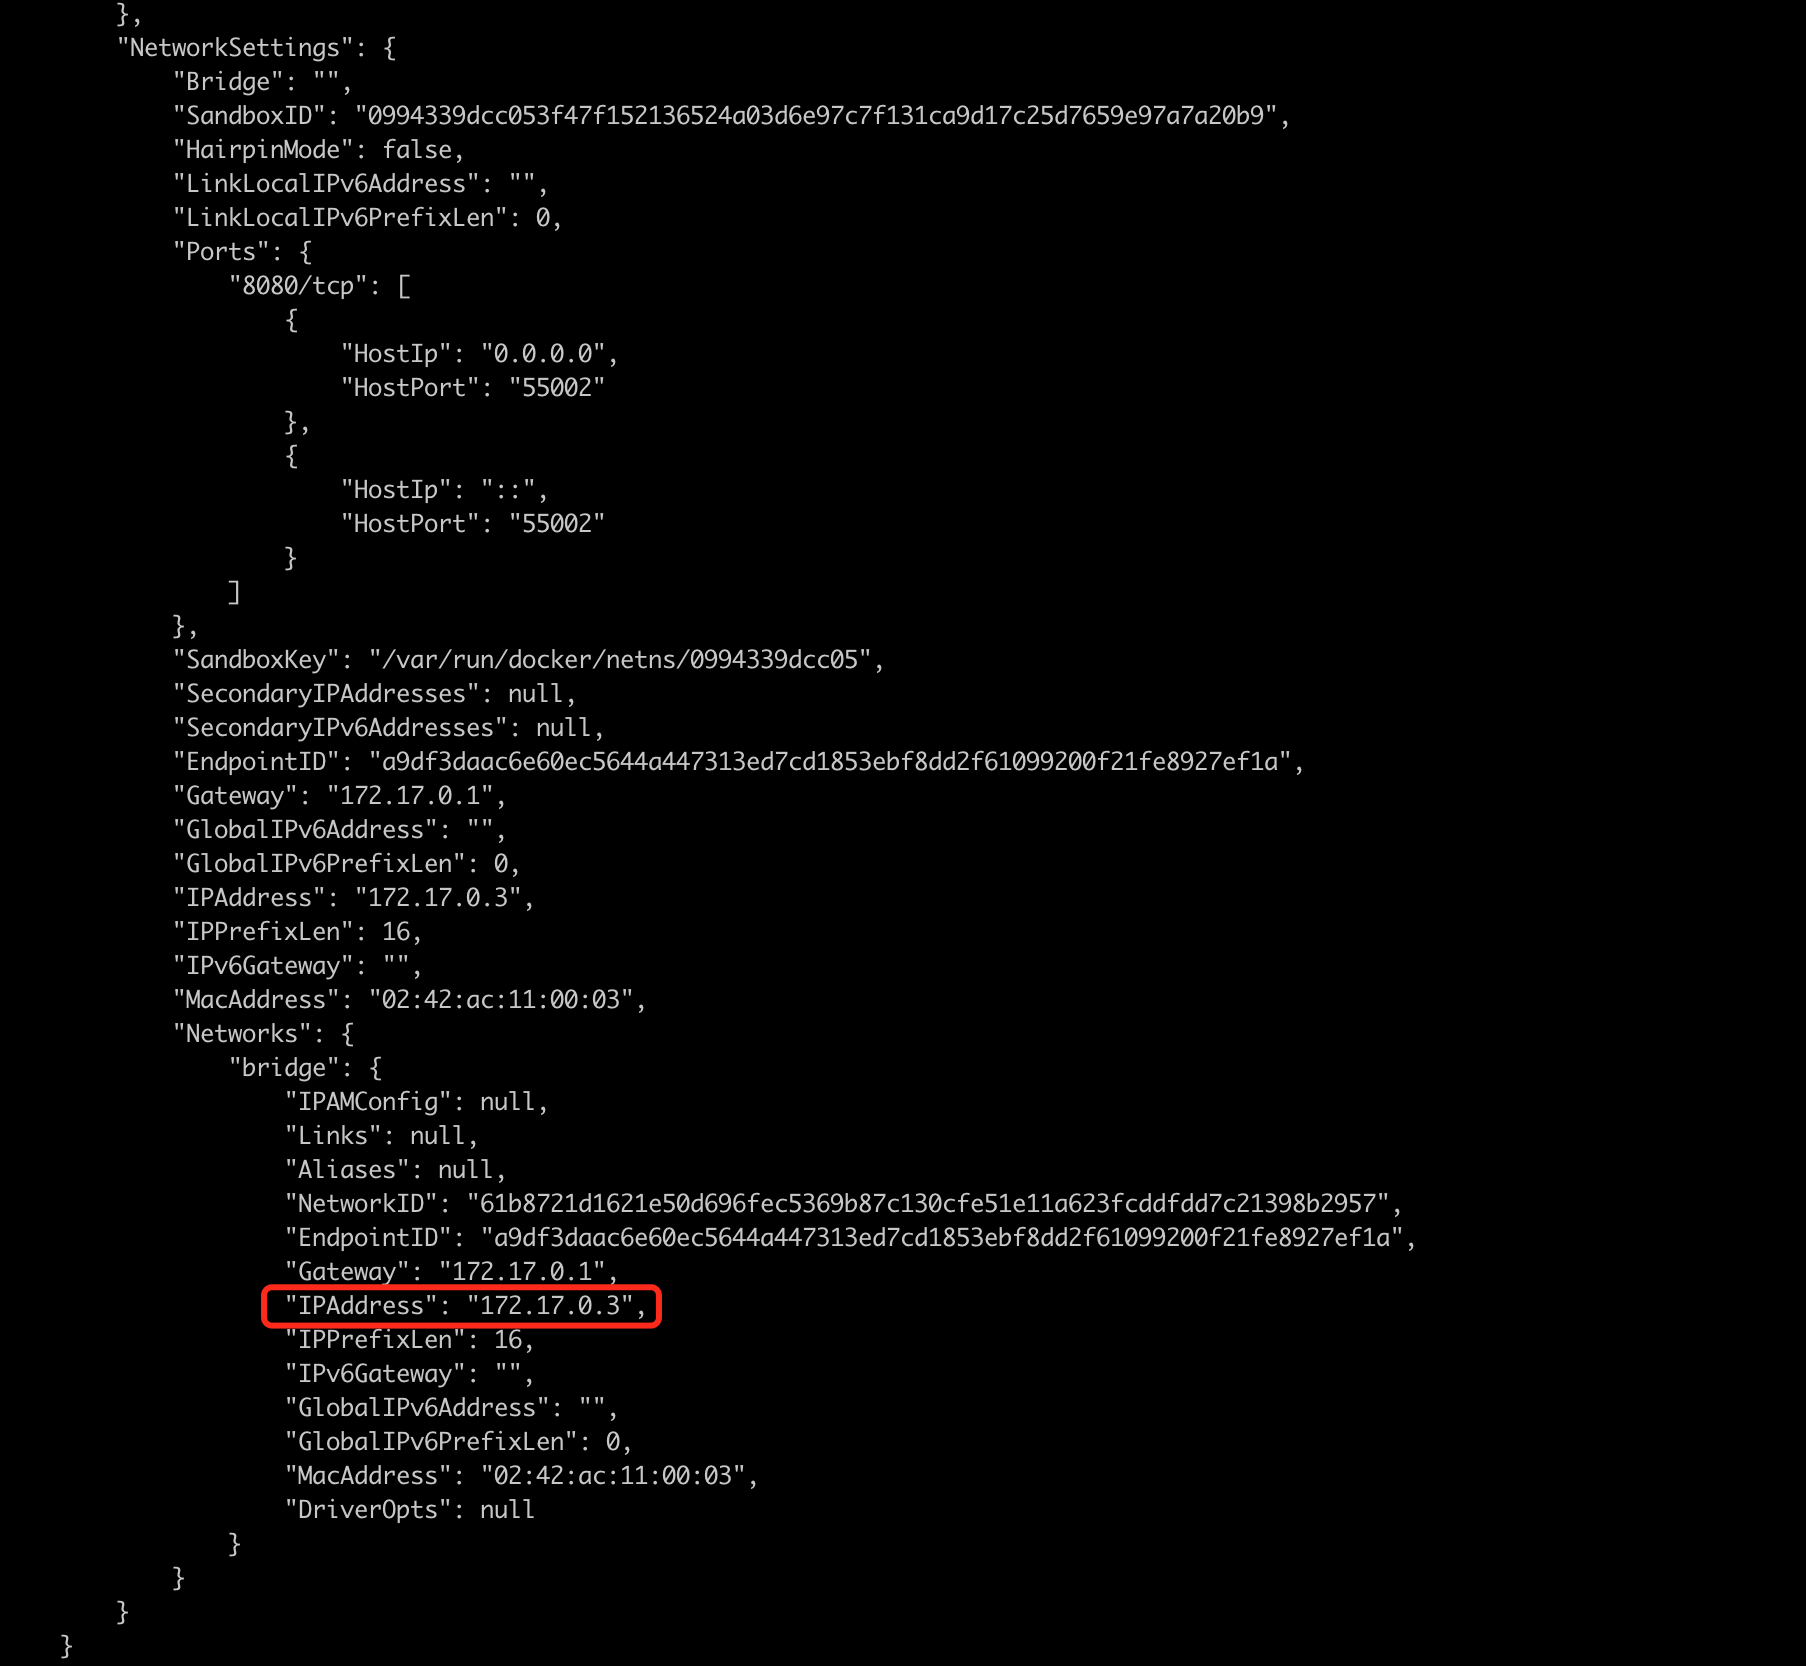 },
"NetworkSettings": {
"Bridge": "",
"SandboxID": "0994339dcc053f47f152136524a03d6e97c7f131ca9d17c25d7659e97a7a20b9",
"HairpinMode": false,
"LinkLocalIPv6Address": "",
"LinkLocalIPv6PrefixLen": 0,
"Ports": {
"8080/tcp": [
{
"HostIp": "0.0.0.0",
"HostPort": "55002"
},
{
"HostIp": "::",
"HostPort": "55002"
}
]
},
"SandboxKey": "/var/run/docker/netns/0994339dcc05",
"SecondaryIPAddresses": null,
"SecondaryIPv6Addresses": null,
"EndpointID": "a9df3daac6e60ec5644a447313ed7cd1853ebf8dd2f61099200f21fe8927ef1a",
"Gateway": "172.17.0.1",
"GlobalIPv6Address": "",
"GlobalIPv6PrefixLen": 0,
"IPAddress": "172.17.0.3",
"IPPrefixLen": 16,
"IPv6Gateway": "",
"MacAddress": "02:42:ac:11:00:03",
"Networks": {
"bridge": {
"IPAMConfig": null,
"Links": null,
"Aliases": null,
"NetworkID": "61b8721d1621e50d696fec5369b87c130cfe51e11a623fcddfdd7c21398b2957",
"EndpointID": "a9df3daac6e60ec5644a447313ed7cd1853ebf8dd2f61099200f21fe8927ef1a",
"Gateway": "172.17.0.1",
"IPAddress": "172.17.0.3",
"IPPrefixLen": 16,
"IPv6Gateway": "",
"GlobalIPv6Address": "",
"GlobalIPv6PrefixLen": 0,
"MacAddress": "02:42:ac:11:00:03",
"DriverOpts": null
}
}
}
}